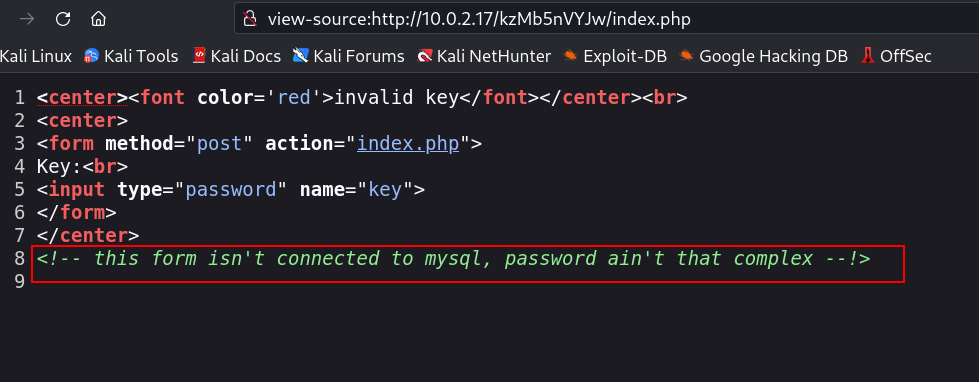 view-source:http://10.0.2.17/kzMb5nVYJw/index.php
Kali Linux Kali Tools Kali Docs Kali Forums Kali NetHunter Exploit-DB Google Hacking DB OffSec
1 <center><font color='red'>invalid key</font></center><br>
2 <center>
3 <form method="post" action="index.php">
4 Key:<br>
5 <input type="password" name="key">
6 </form>
7 </center>
8 <!-- this form isn't connected to mysql, password ain't that complex --!>
9